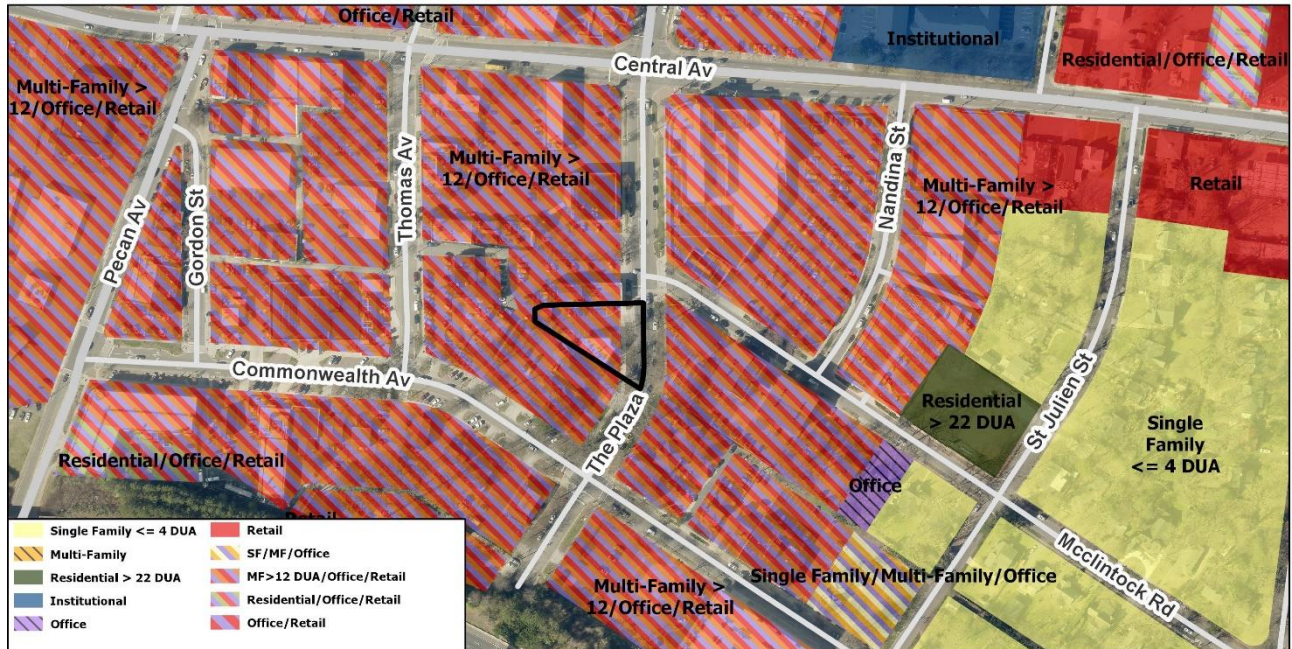 Office/Retail
Institutional
Residential/Office/Retail
Central Av
Multi-Family >
12/Office/Retail
Multi-Family >
12/Office/Retail
Multi-Family >
12/Office/Retail
Retail
Pecan Av
Gordon St
Thomas Av
Nandina St
St Julien St
Commonwealth Av
The Plaza
Residential
> 22 DUA
Single
Family
<= 4 DUA
Residential/Office/Retail
Office
Retail
Mcclintock Rd
Single Family/Multi-Family/Office
Multi-Family >
12/Office/Retail
Single Family <= 4 DUA
Multi-Family
Residential > 22 DUA
Institutional
Office
Retail
SF/MF/Office
MF>12 DUA/Office/Retail
Residential/Office/Retail
Office/Retail